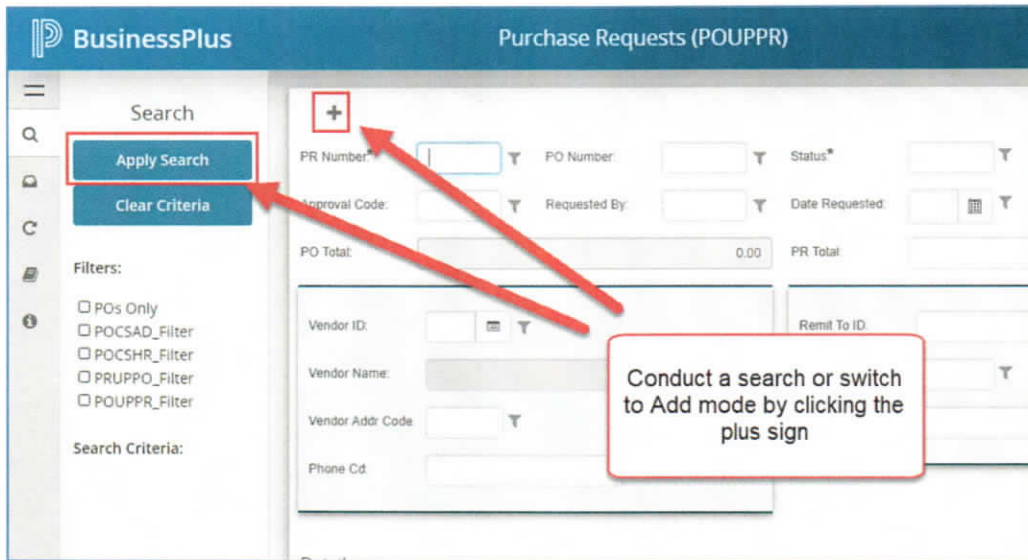 BusinessPlus
Purchase Requests (POUPPR)
Search
Apply Search
Clear Criteria
Filters:
POs Only
POCSAD_Filter
POCSHR_Filter
PRUPPO_Filter
POUPPR_Filter
Search Criteria:
PR Number:* PO Number: Status:*
Approval Code: Requested By: Date Requested:
PO Total: 0.00 PR Total:
Vendor ID: Remit To ID:
Vendor Name:
Vendor Addr Code
Phone Cd:
Conduct a search or switch
to Add mode by clicking the
plus sign